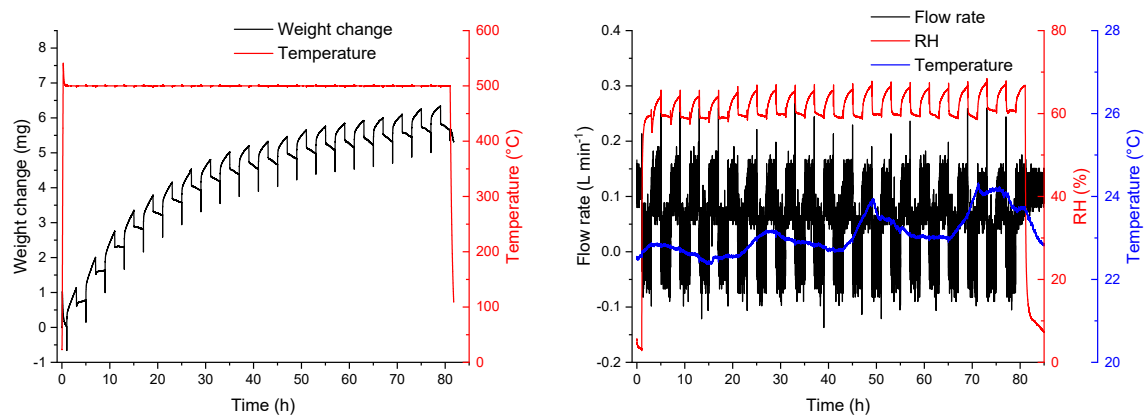 8
7
6
5
4
3
2
1
0
-1
Weight change (mg)
0 10 20 30 40 50 60 70 80
Time (h)
Weight change
Temperature
600
500
400
300
200
100
0
Temperature (°C)
0.4
0.3
0.2
0.1
0.0
-0.1
-0.2
Flow rate (L min⁻¹)
0 10 20 30 40 50 60 70 80
Time (h)
Flow rate
RH
Temperature
80
60
40
20
0
RH (%)
28
27
26
25
24
23
22
21
20
Temperature (°C)